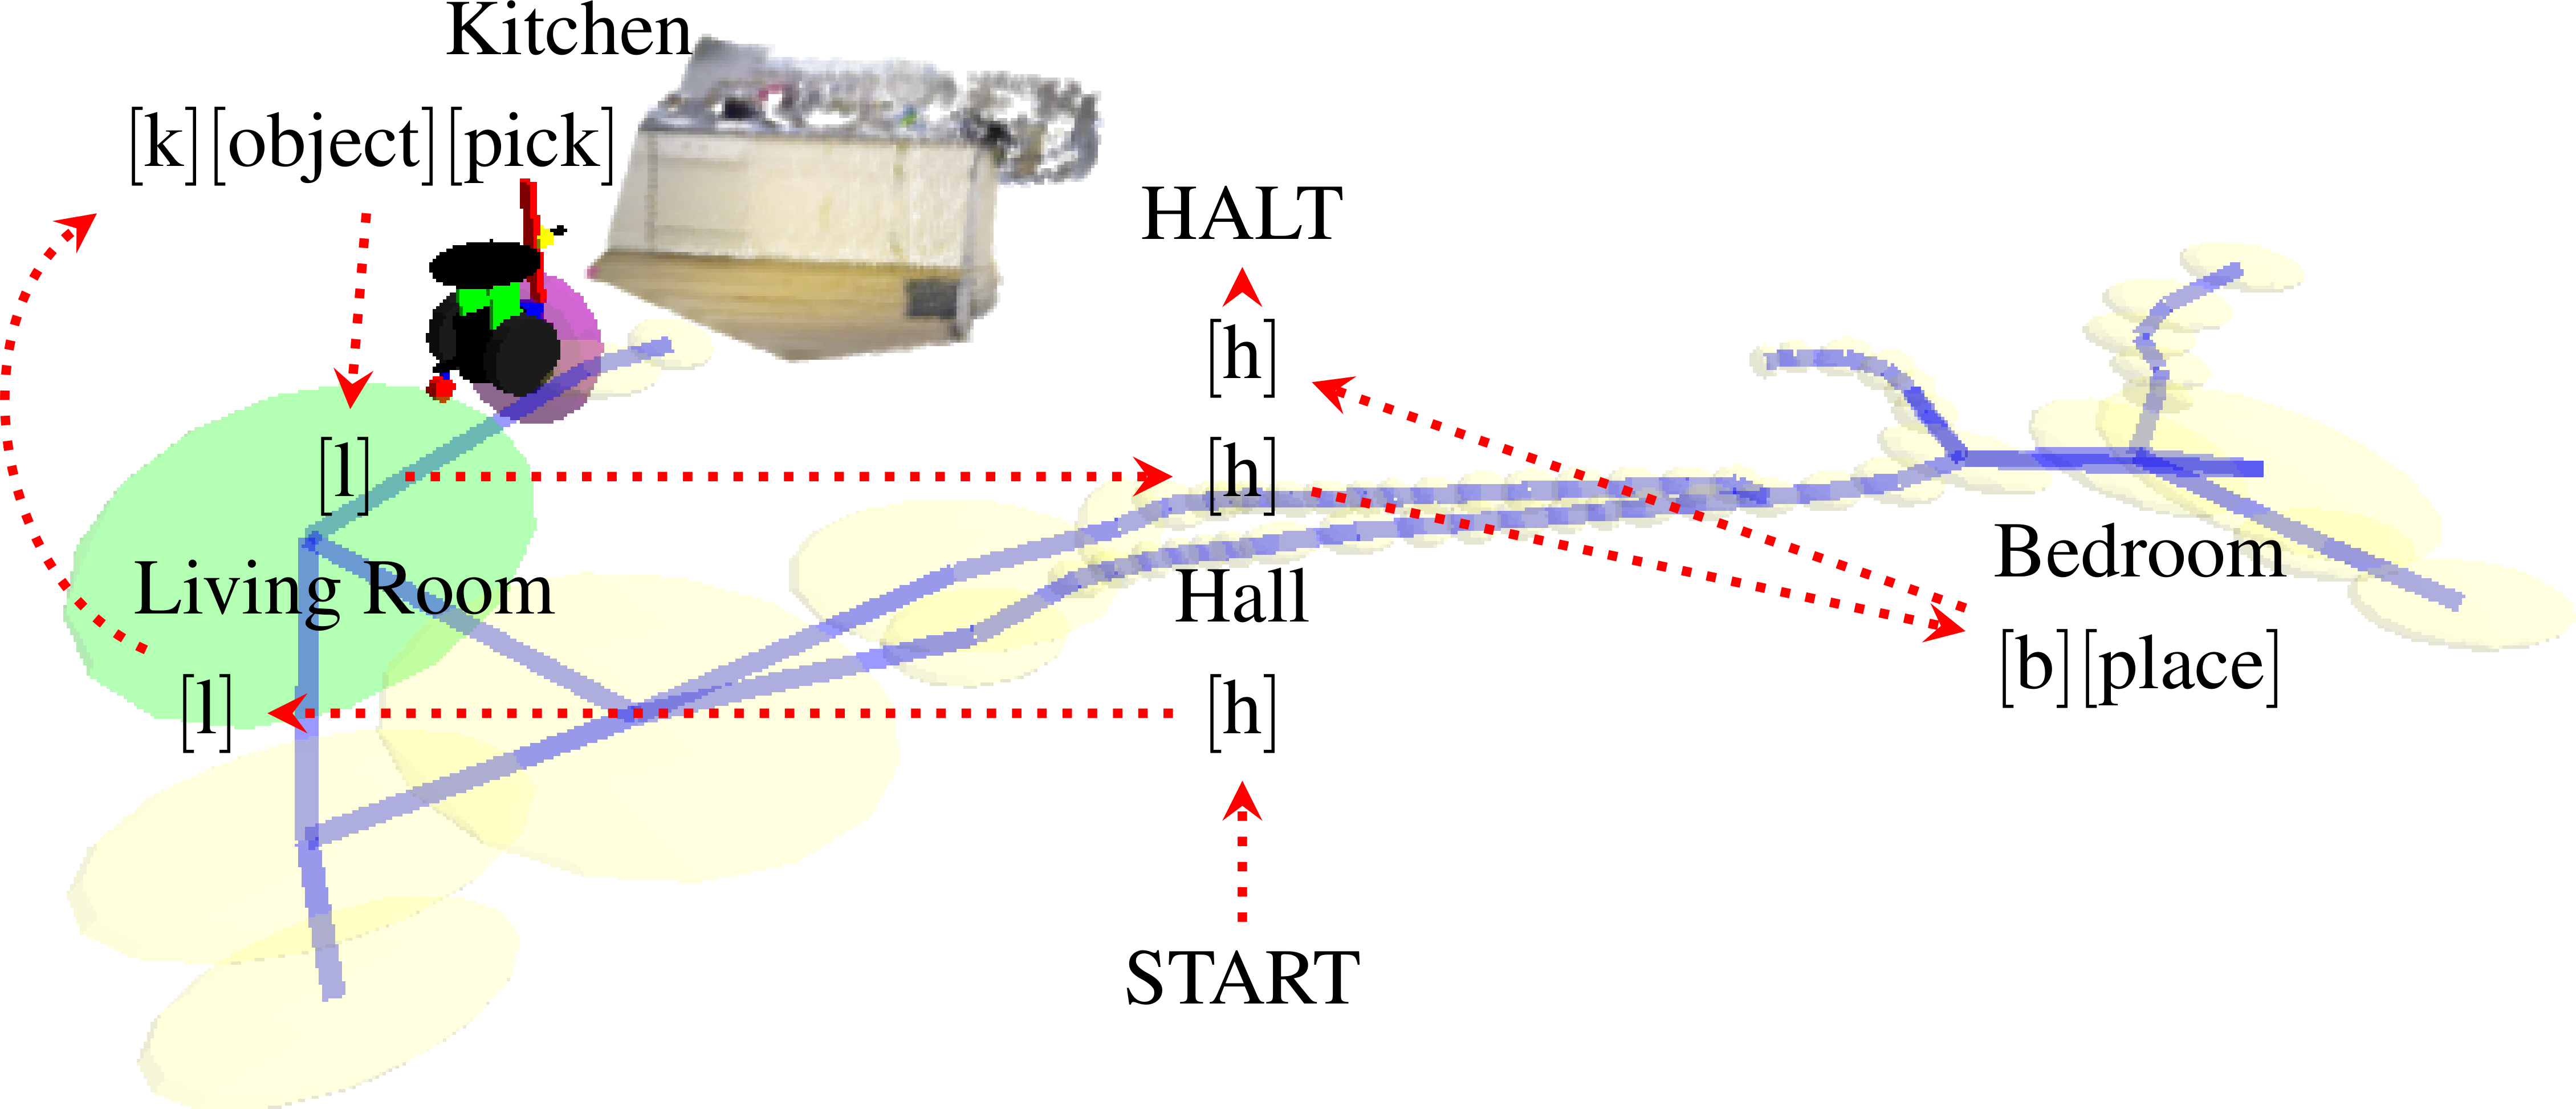 Kitchen
[k][object][pick]
HALT
[h]
[l]
[h]
Bedroom
Living Room
Hall
[b][place]
[l]
[h]
START